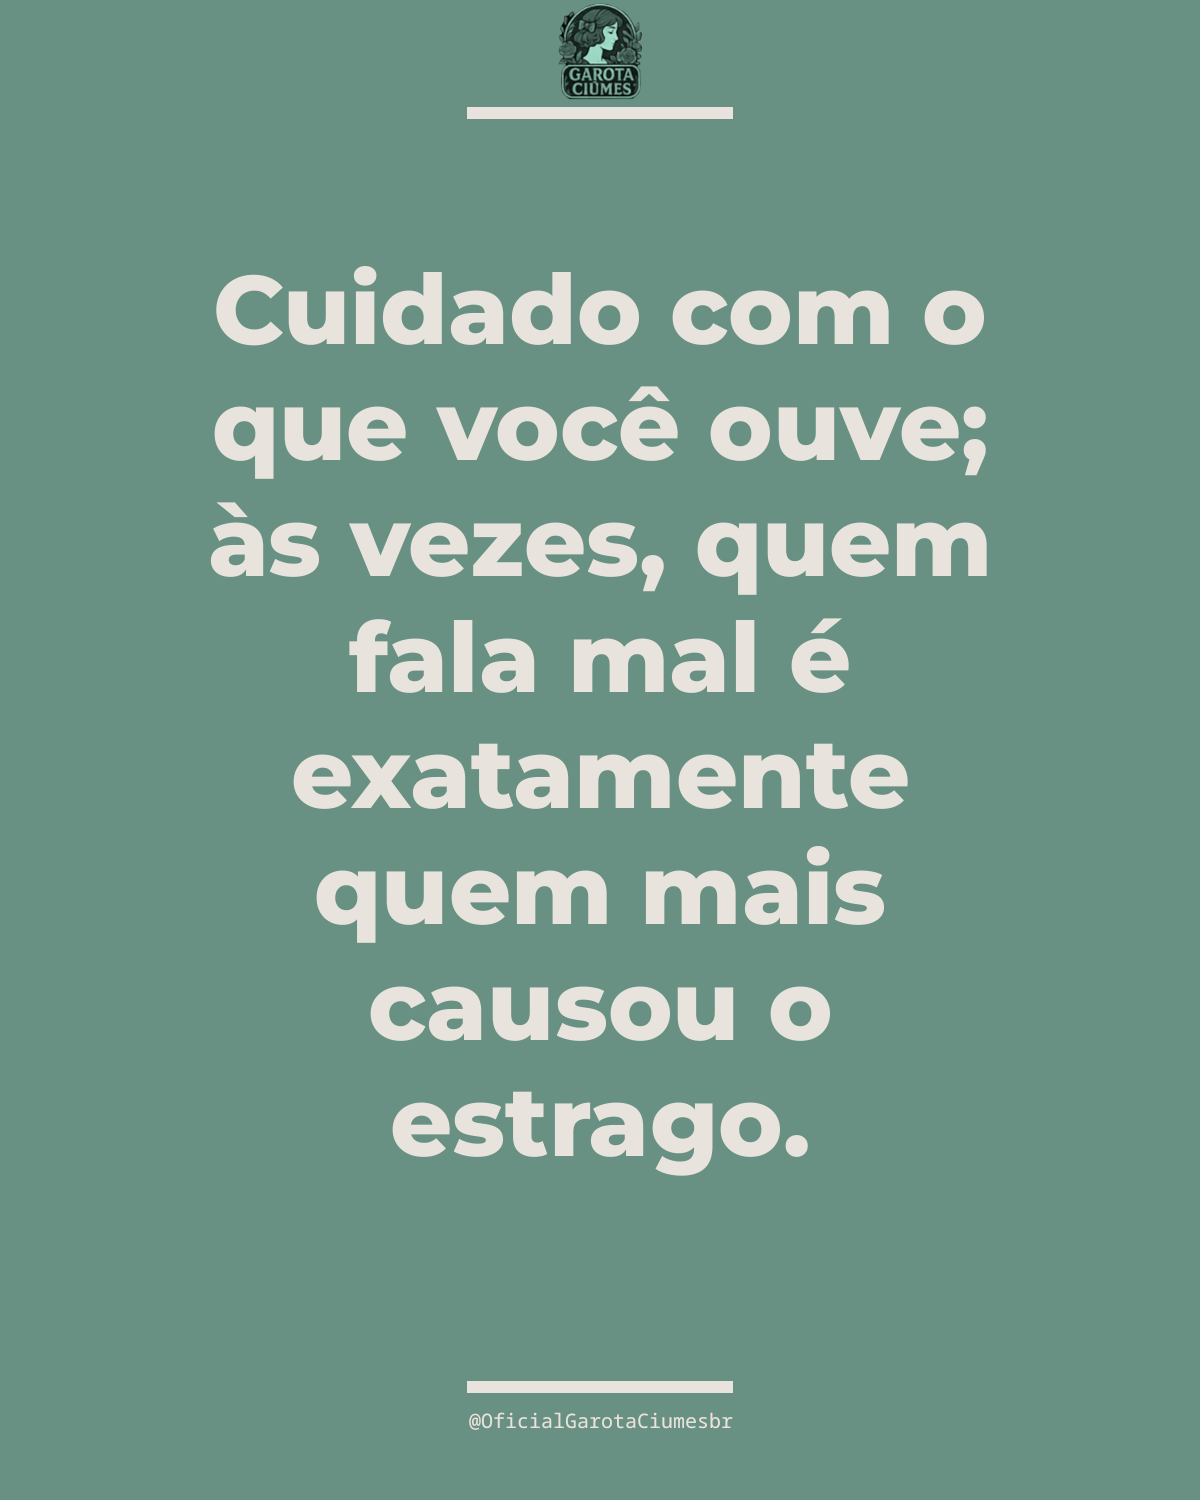 GAROTA
CIÚMES
Cuidado com o
que você ouve;
às vezes, quem
fala mal é
exatamente
quem mais
causou o
estrago.
@OficialGarotaCiumesbr